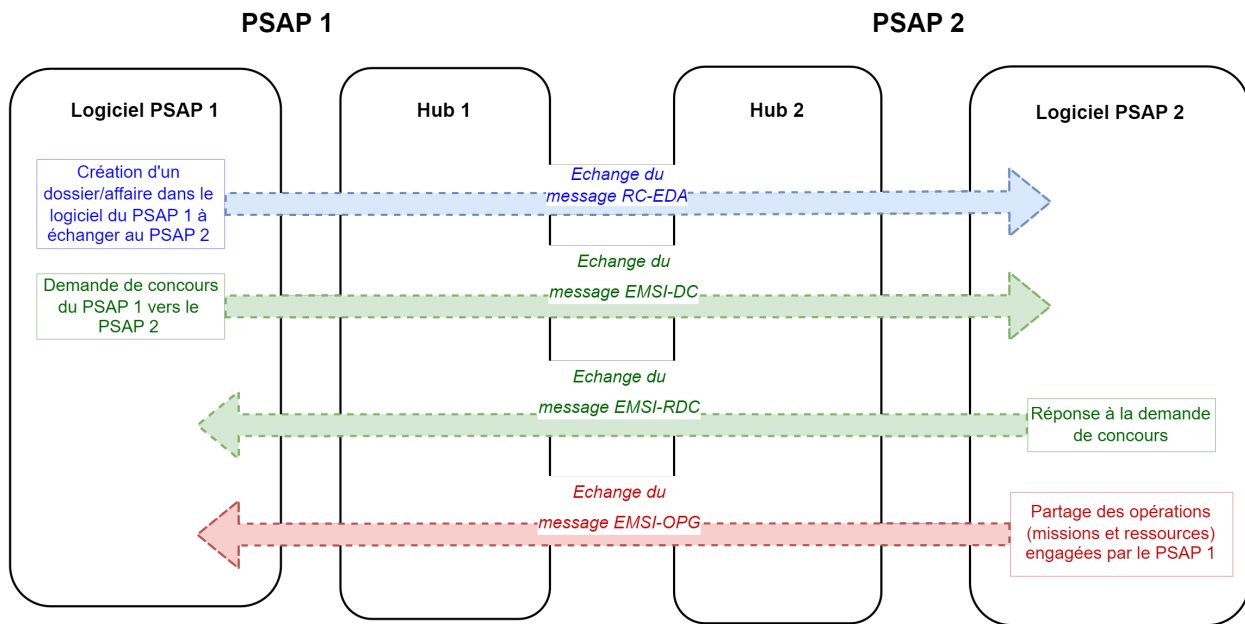 PSAP 1
PSAP 2
Logiciel PSAP 1
Hub 1
Hub 2
Logiciel PSAP 2
Création d'un
dossier/affaire dans le
logiciel du PSAP 1 à
échanger au PSAP 2
Echange du
message RC-EDA
Demande de concours
du PSAP 1 vers le
PSAP 2
Echange du
message EMSI-DC
Echange du
message EMSI-RDC
Réponse à la demande
de concours
Echange du
message EMSI-OPG
Partage des opérations
(missions et ressources)
engagées par le PSAP 1